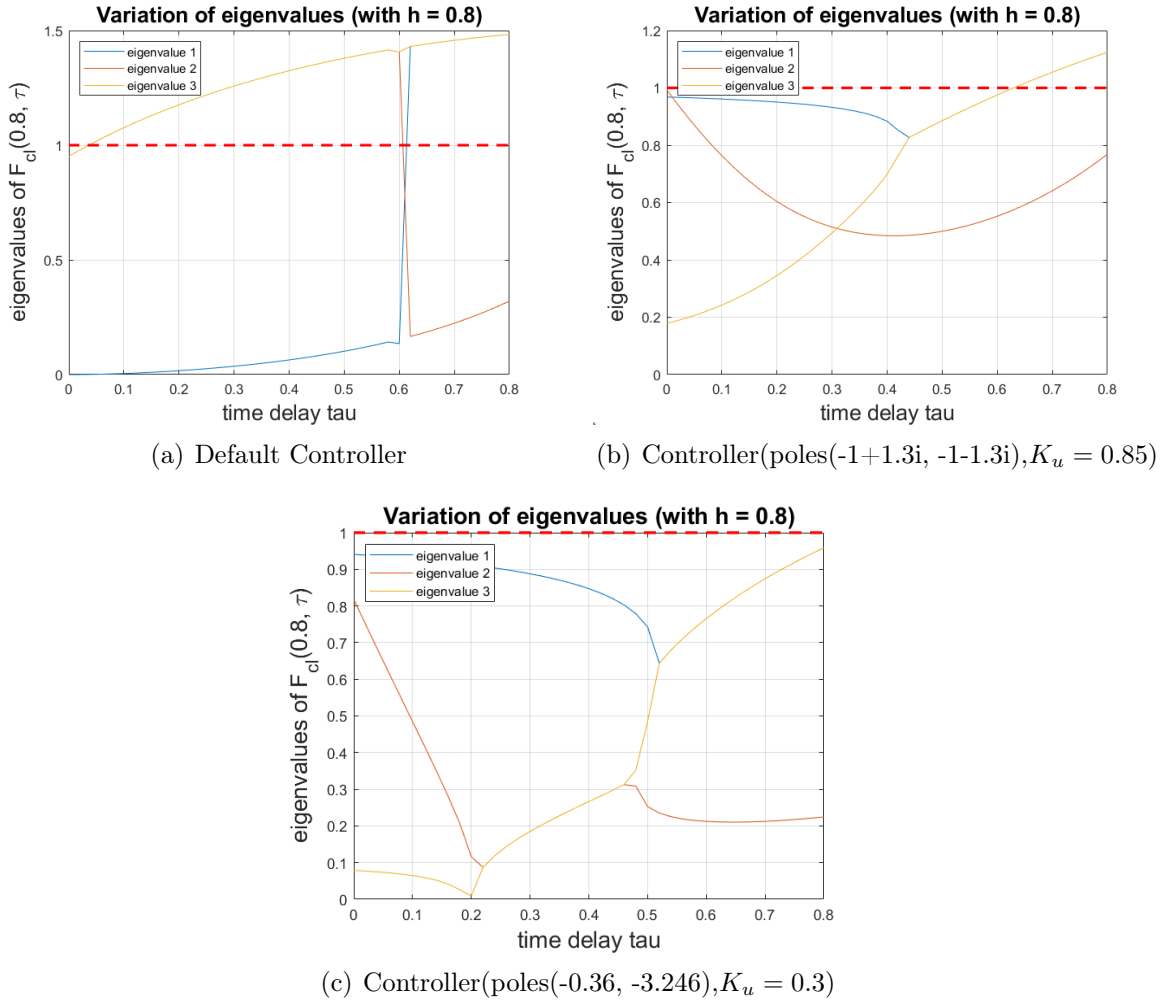 Variation of eigenvalues (with h = 0.8)
eigenvalues of F_cl(0.8, τ)
1.5
1
0.5
0
eigenvalue 1
eigenvalue 2
eigenvalue 3
0 0.1 0.2 0.3 0.4 0.5 0.6 0.7 0.8
time delay tau
(a) Default Controller
Variation of eigenvalues (with h = 0.8)
eigenvalues of F_cl(0.8, τ)
1.2
1
0.8
0.6
0.4
0.2
0
eigenvalue 1
eigenvalue 2
eigenvalue 3
0 0.1 0.2 0.3 0.4 0.5 0.6 0.7 0.8
time delay tau
(b) Controller(poles(-1+1.3i, -1-1.3i),K_u = 0.85)
Variation of eigenvalues (with h = 0.8)
eigenvalues of F_cl(0.8, τ)
1
0.9
0.8
0.7
0.6
0.5
0.4
0.3
0.2
0.1
0
eigenvalue 1
eigenvalue 2
eigenvalue 3
0 0.1 0.2 0.3 0.4 0.5 0.6 0.7 0.8
time delay tau
(c) Controller(poles(-0.36, -3.246),K_u = 0.3)